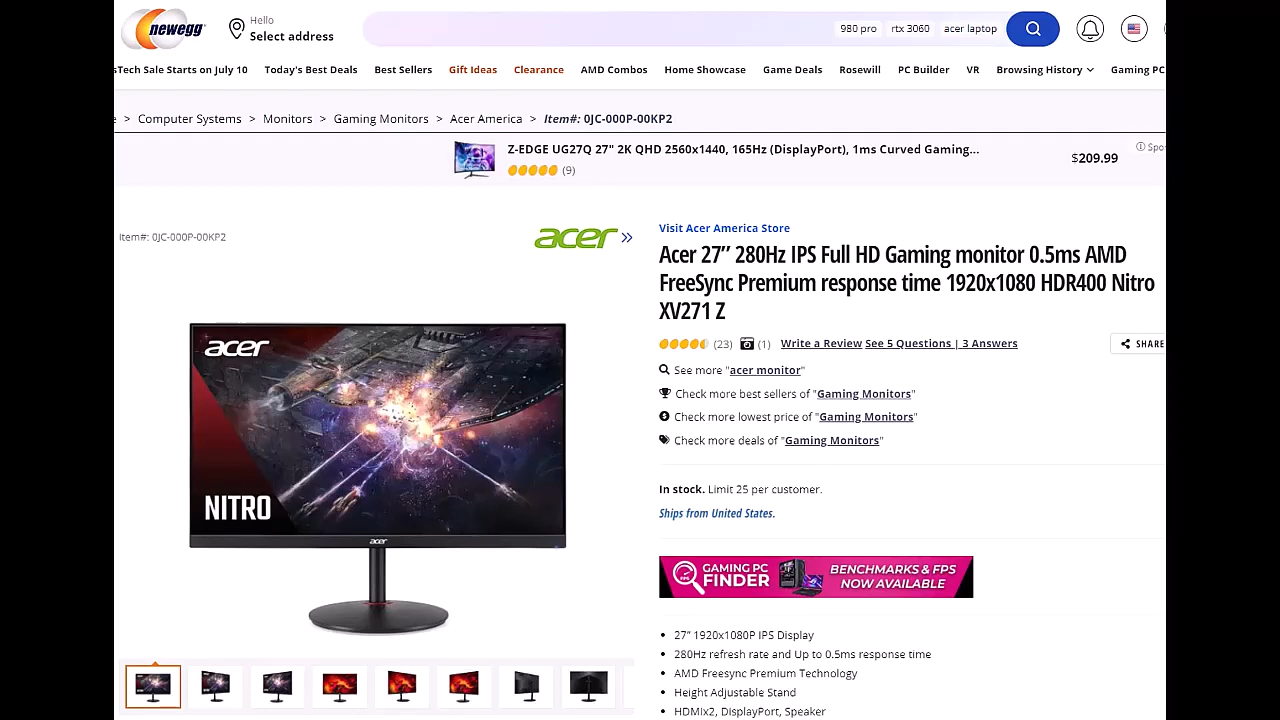 newegg
Hello
Select address
980 pro
rtx 3060
acer laptop
sTech Sale Starts on July 10
Today's Best Deals
Best Sellers
Gift Ideas
Clearance
AMD Combos
Home Showcase
Game Deals
Rosewill
PC Builder
VR
Browsing History
Gaming PC
> Computer Systems > Monitors > Gaming Monitors > Acer America > Item#: 0JC-000P-00KP2
Z-EDGE UG27Q 27" 2K QHD 2560x1440, 165Hz (DisplayPort), 1ms Curved Gaming...
(9)
$209.99
Spo
Item#: 0JC-000P-00KP2
acer
Visit Acer America Store
Acer 27” 280Hz IPS Full HD Gaming monitor 0.5ms AMD
FreeSync Premium response time 1920x1080 HDR400 Nitro
XV271 Z
(23) (1) Write a Review See 5 Questions | 3 Answers
SHARE
See more "acer monitor"
Check more best sellers of "Gaming Monitors"
Check more lowest price of "Gaming Monitors"
Check more deals of "Gaming Monitors"
In stock. Limit 25 per customer.
Ships from United States.
acer
NITRO
acer
FPS
GAMING PC
FINDER
BENCHMARKS & FPS
NOW AVAILABLE
27” 1920x1080P IPS Display
280Hz refresh rate and Up to 0.5ms response time
AMD Freesync Premium Technology
Height Adjustable Stand
HDMIx2, DisplayPort, Speaker